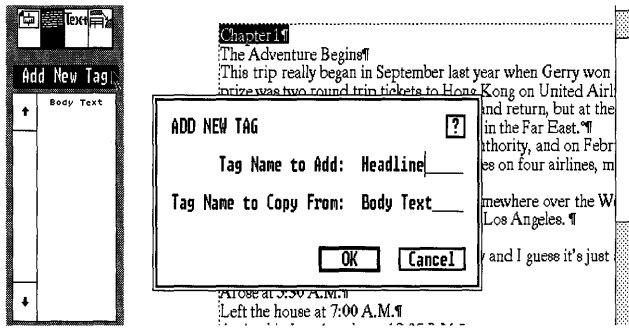 Text
Add New Tag
Body Text
Chapter 1¶
The Adventure Begins¶
This trip really began in September last year when Gerry won
prize was two round trip tickets to Hong Kong on United Airl
and return, but at the
in the Far East.°¶
thority, and on Febr
es on four airlines, m
mewhere over the W
Los Angeles. ¶
and I guess it's just
Arose at 5:30 A.M.¶
Left the house at 7:00 A.M.¶
ADD NEW TAG ?
Tag Name to Add: Headline
Tag Name to Copy From: Body Text
OK Cancel